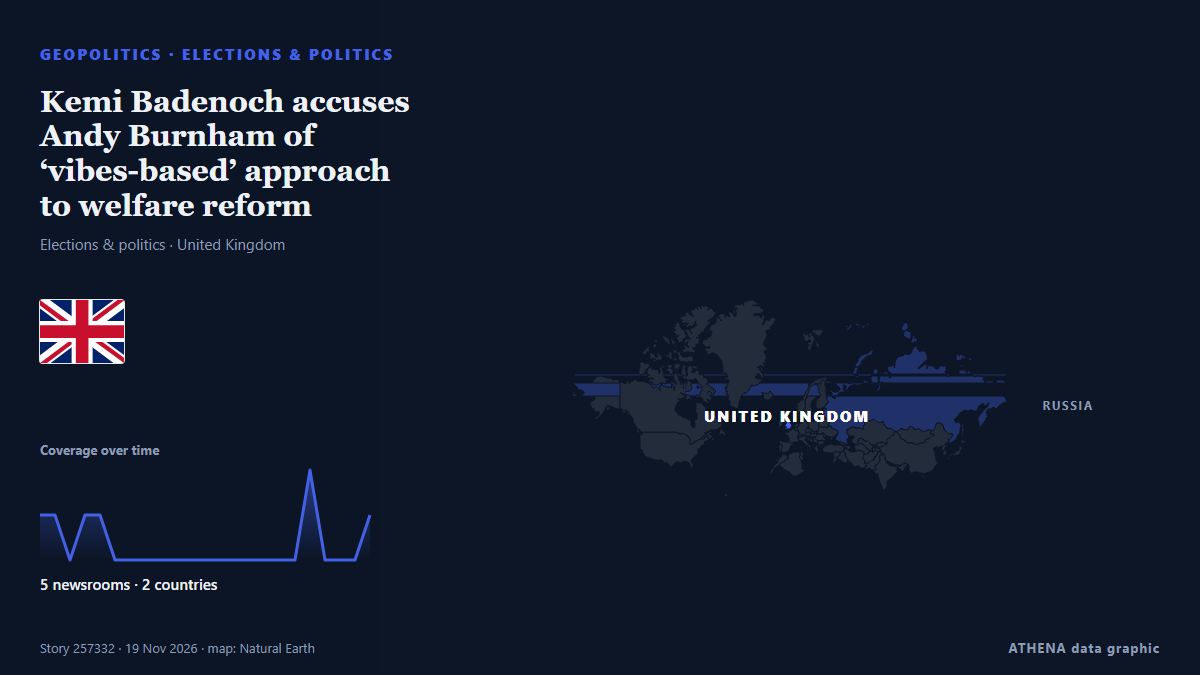 GEOPOLITICS · ELECTIONS & POLITICS
Kemi Badenoch accuses
Andy Burnham of
‘vibes-based’ approach
to welfare reform
Elections & politics · United Kingdom
UNITED KINGDOM
RUSSIA
Coverage over time
5 newsrooms · 2 countries
Story 257332 · 19 Nov 2026 · map: Natural Earth
ATHENA data graphic